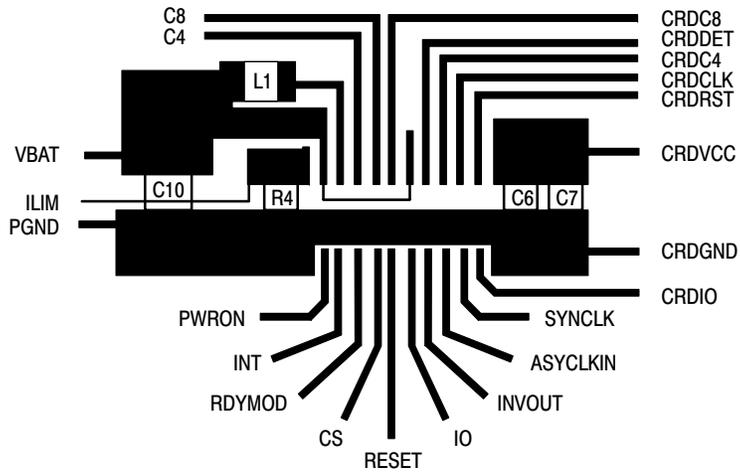 C8
CRDC8
C4
CRDDET
CRDC4
L1
CRDCLK
CRDRST
VBAT
CRDVCC
C10
R4
C6
C7
ILIM
PGND
CRDGND
CRDIO
PWRON
SYNCLK
INT
ASYCLKIN
RDYMOD
INVOUT
CS
IO
RESET